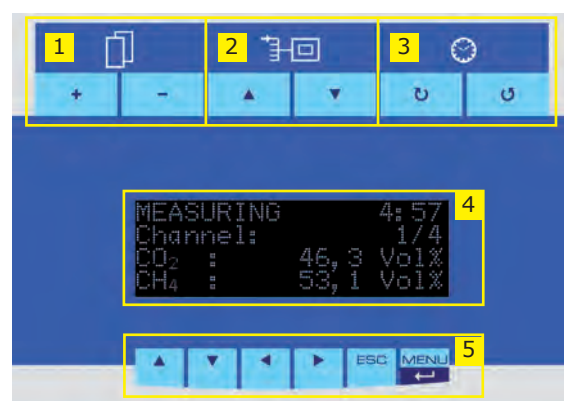 1
2
3
+
-
4
MEASURING 4:57
Channel: 1/4
CO₂ : 46,3 Vol%
CH₄ : 53,1 Vol%
5
ESC
MENU